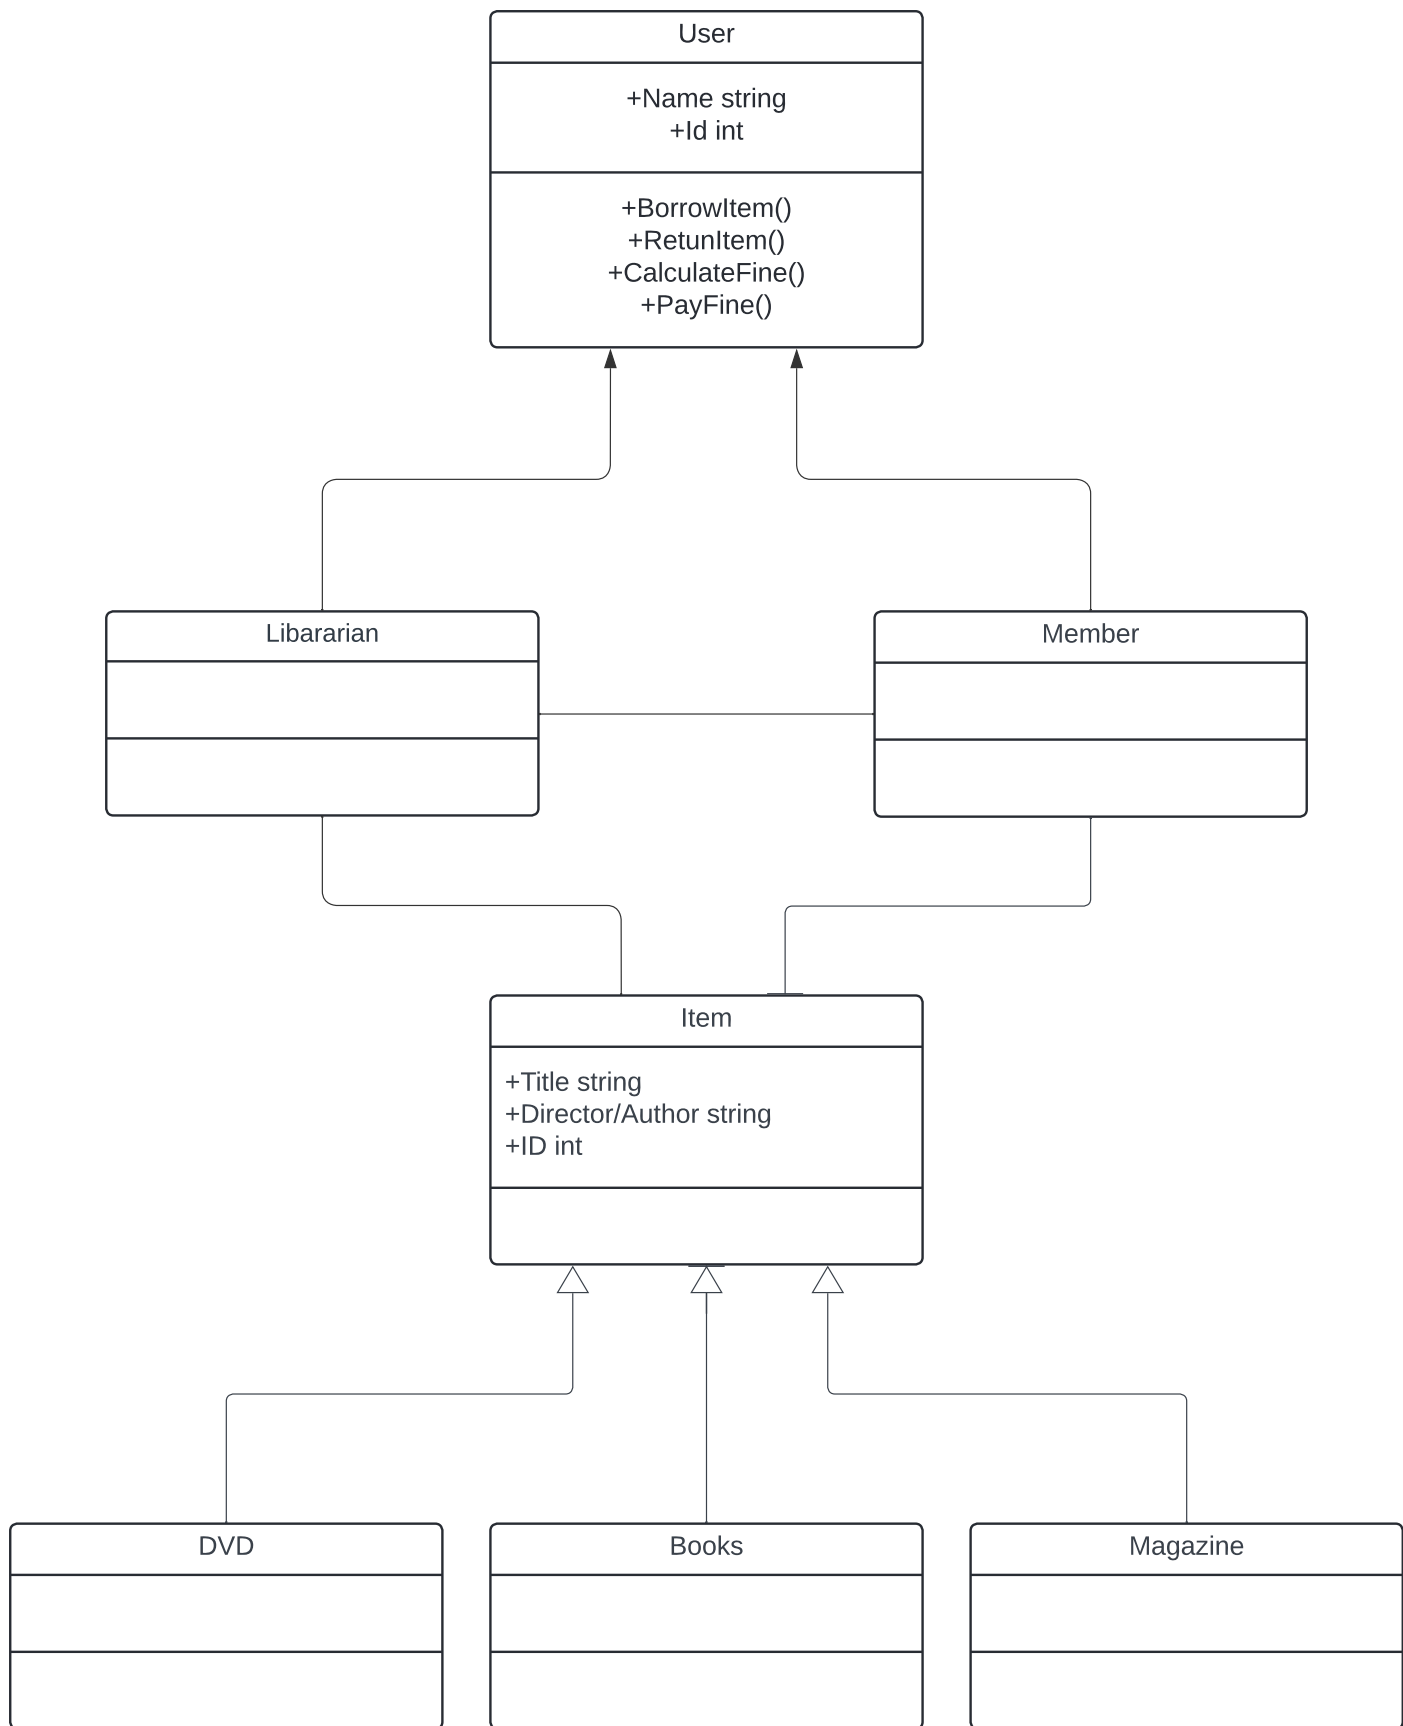 User
+Name string
+Id int
+BorrowItem()
+RetunItem()
+CalculateFine()
+PayFine()
Libararian
Member
Item
+Title string
+Director/Author string
+ID int
DVD
Books
Magazine